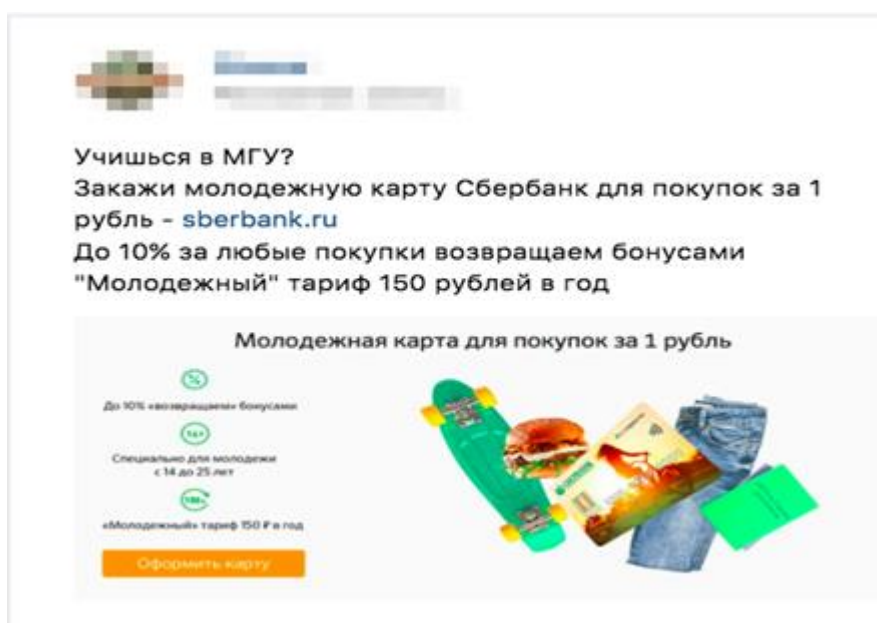 Учишься в МГУ?
Закажи молодежную карту Сбербанк для покупок за 1
рубль - sberbank.ru
До 10% за любые покупки возвращаем бонусами
"Молодежный" тариф 150 рублей в год
Молодежная карта для покупок за 1 рубль
До 10% «возвращаем» бонусами
14+
Специально для молодежи
с 14 до 25 лет
«Молодежный» тариф 150 ₽ в год
Оформить карту